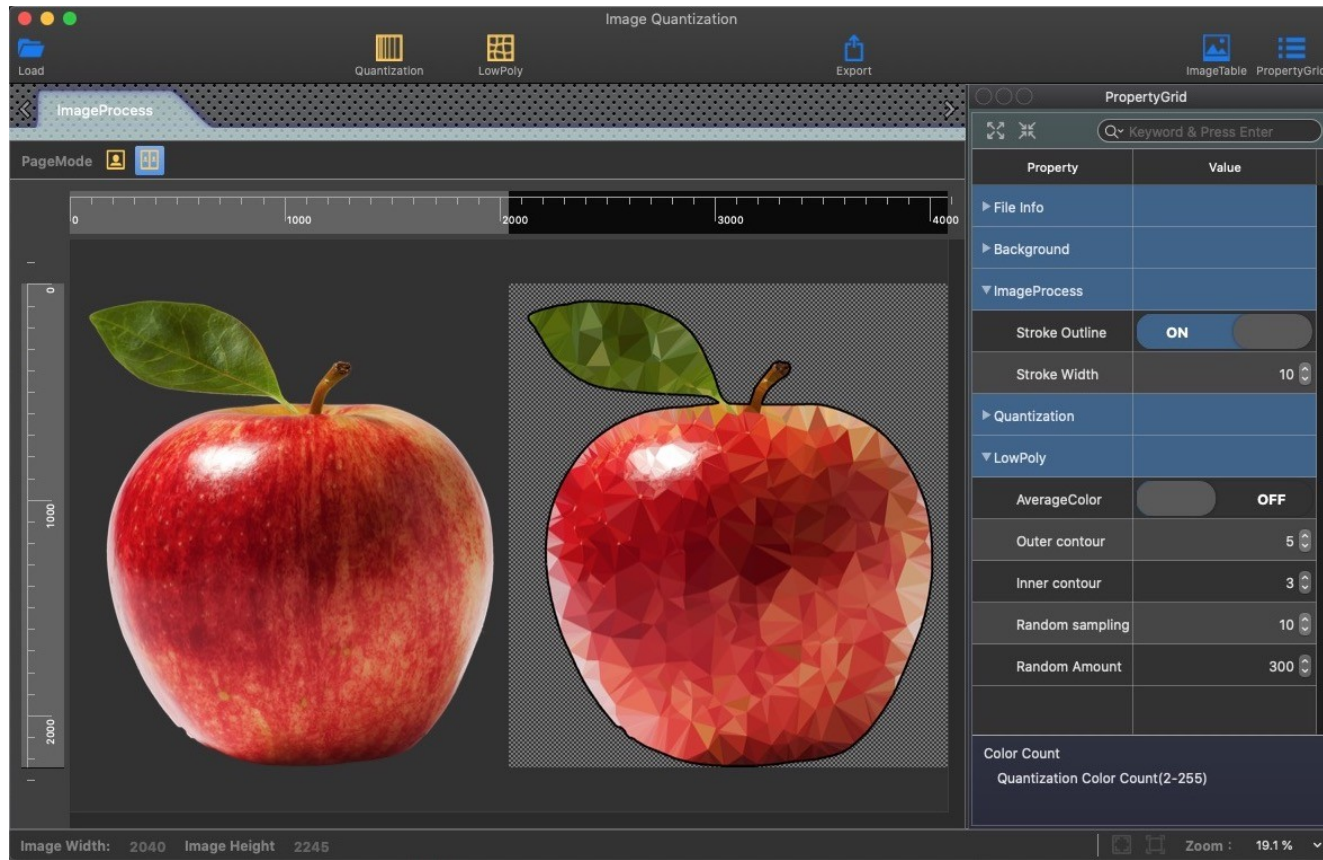 Image Quantization
Load
Quantization
LowPoly
Export
ImageTable
PropertyGrid
ImageProcess
PageMode
0
1000
2000
3000
4000
0
1000
2000
PropertyGrid
Keyword & Press Enter
Property Value
File Info
Background
ImageProcess
Stroke Outline ON
Stroke Width 10
Quantization
LowPoly
AverageColor OFF
Outer contour 5
Inner contour 3
Random sampling 10
Random Amount 300
Color Count
Quantization Color Count(2-255)
Image Width: 2040 Image Height 2245
Zoom : 19.1 %